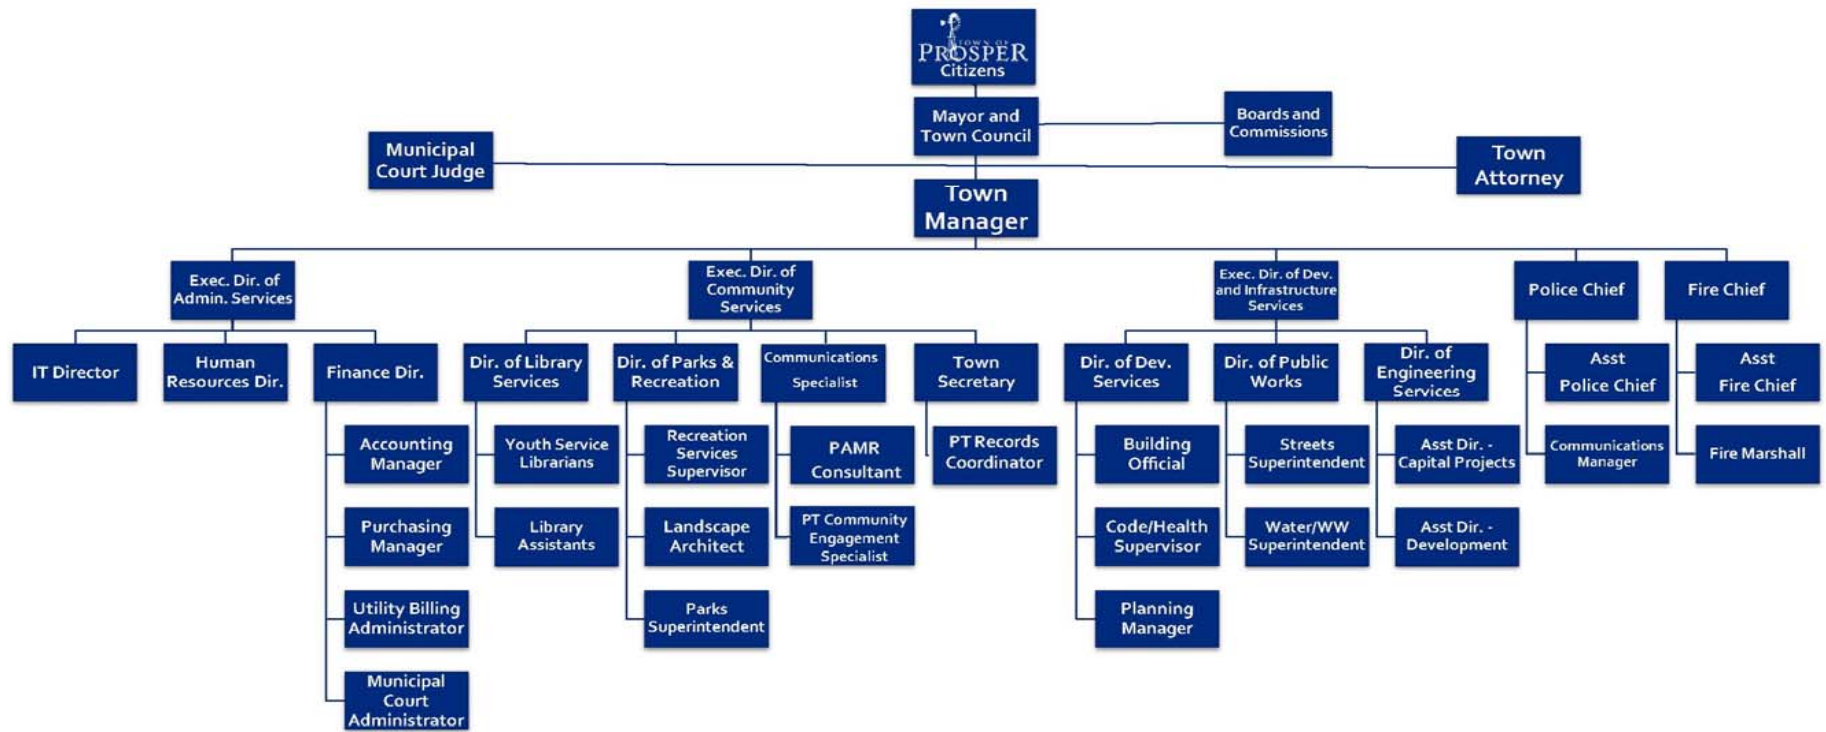 TOWN OF
PROSPER
Citizens
Mayor and
Town Council
Boards and
Commissions
Municipal
Court Judge
Town
Attorney
Town
Manager
Exec. Dir. of
Admin. Services
Exec. Dir. of
Community
Services
Exec. Dir. of Dev.
and Infrastructure
Services
Police Chief
Fire Chief
IT Director
Human
Resources Dir.
Finance Dir.
Dir. of Library
Services
Dir. of Parks &
Recreation
Communications
Specialist
Town
Secretary
Dir. of Dev.
Services
Dir. of Public
Works
Dir. of
Engineering
Services
Asst
Police Chief
Asst
Fire Chief
Accounting
Manager
Youth Service
Librarians
Recreation
Services
Supervisor
PAMR
Consultant
PT Records
Coordinator
Building
Official
Streets
Superintendent
Asst Dir. -
Capital Projects
Communications
Manager
Fire Marshall
Purchasing
Manager
Library
Assistants
Landscape
Architect
PT Community
Engagement
Specialist
Code/Health
Supervisor
Water/WW
Superintendent
Asst Dir. -
Development
Utility Billing
Administrator
Parks
Superintendent
Planning
Manager
Municipal
Court
Administrator